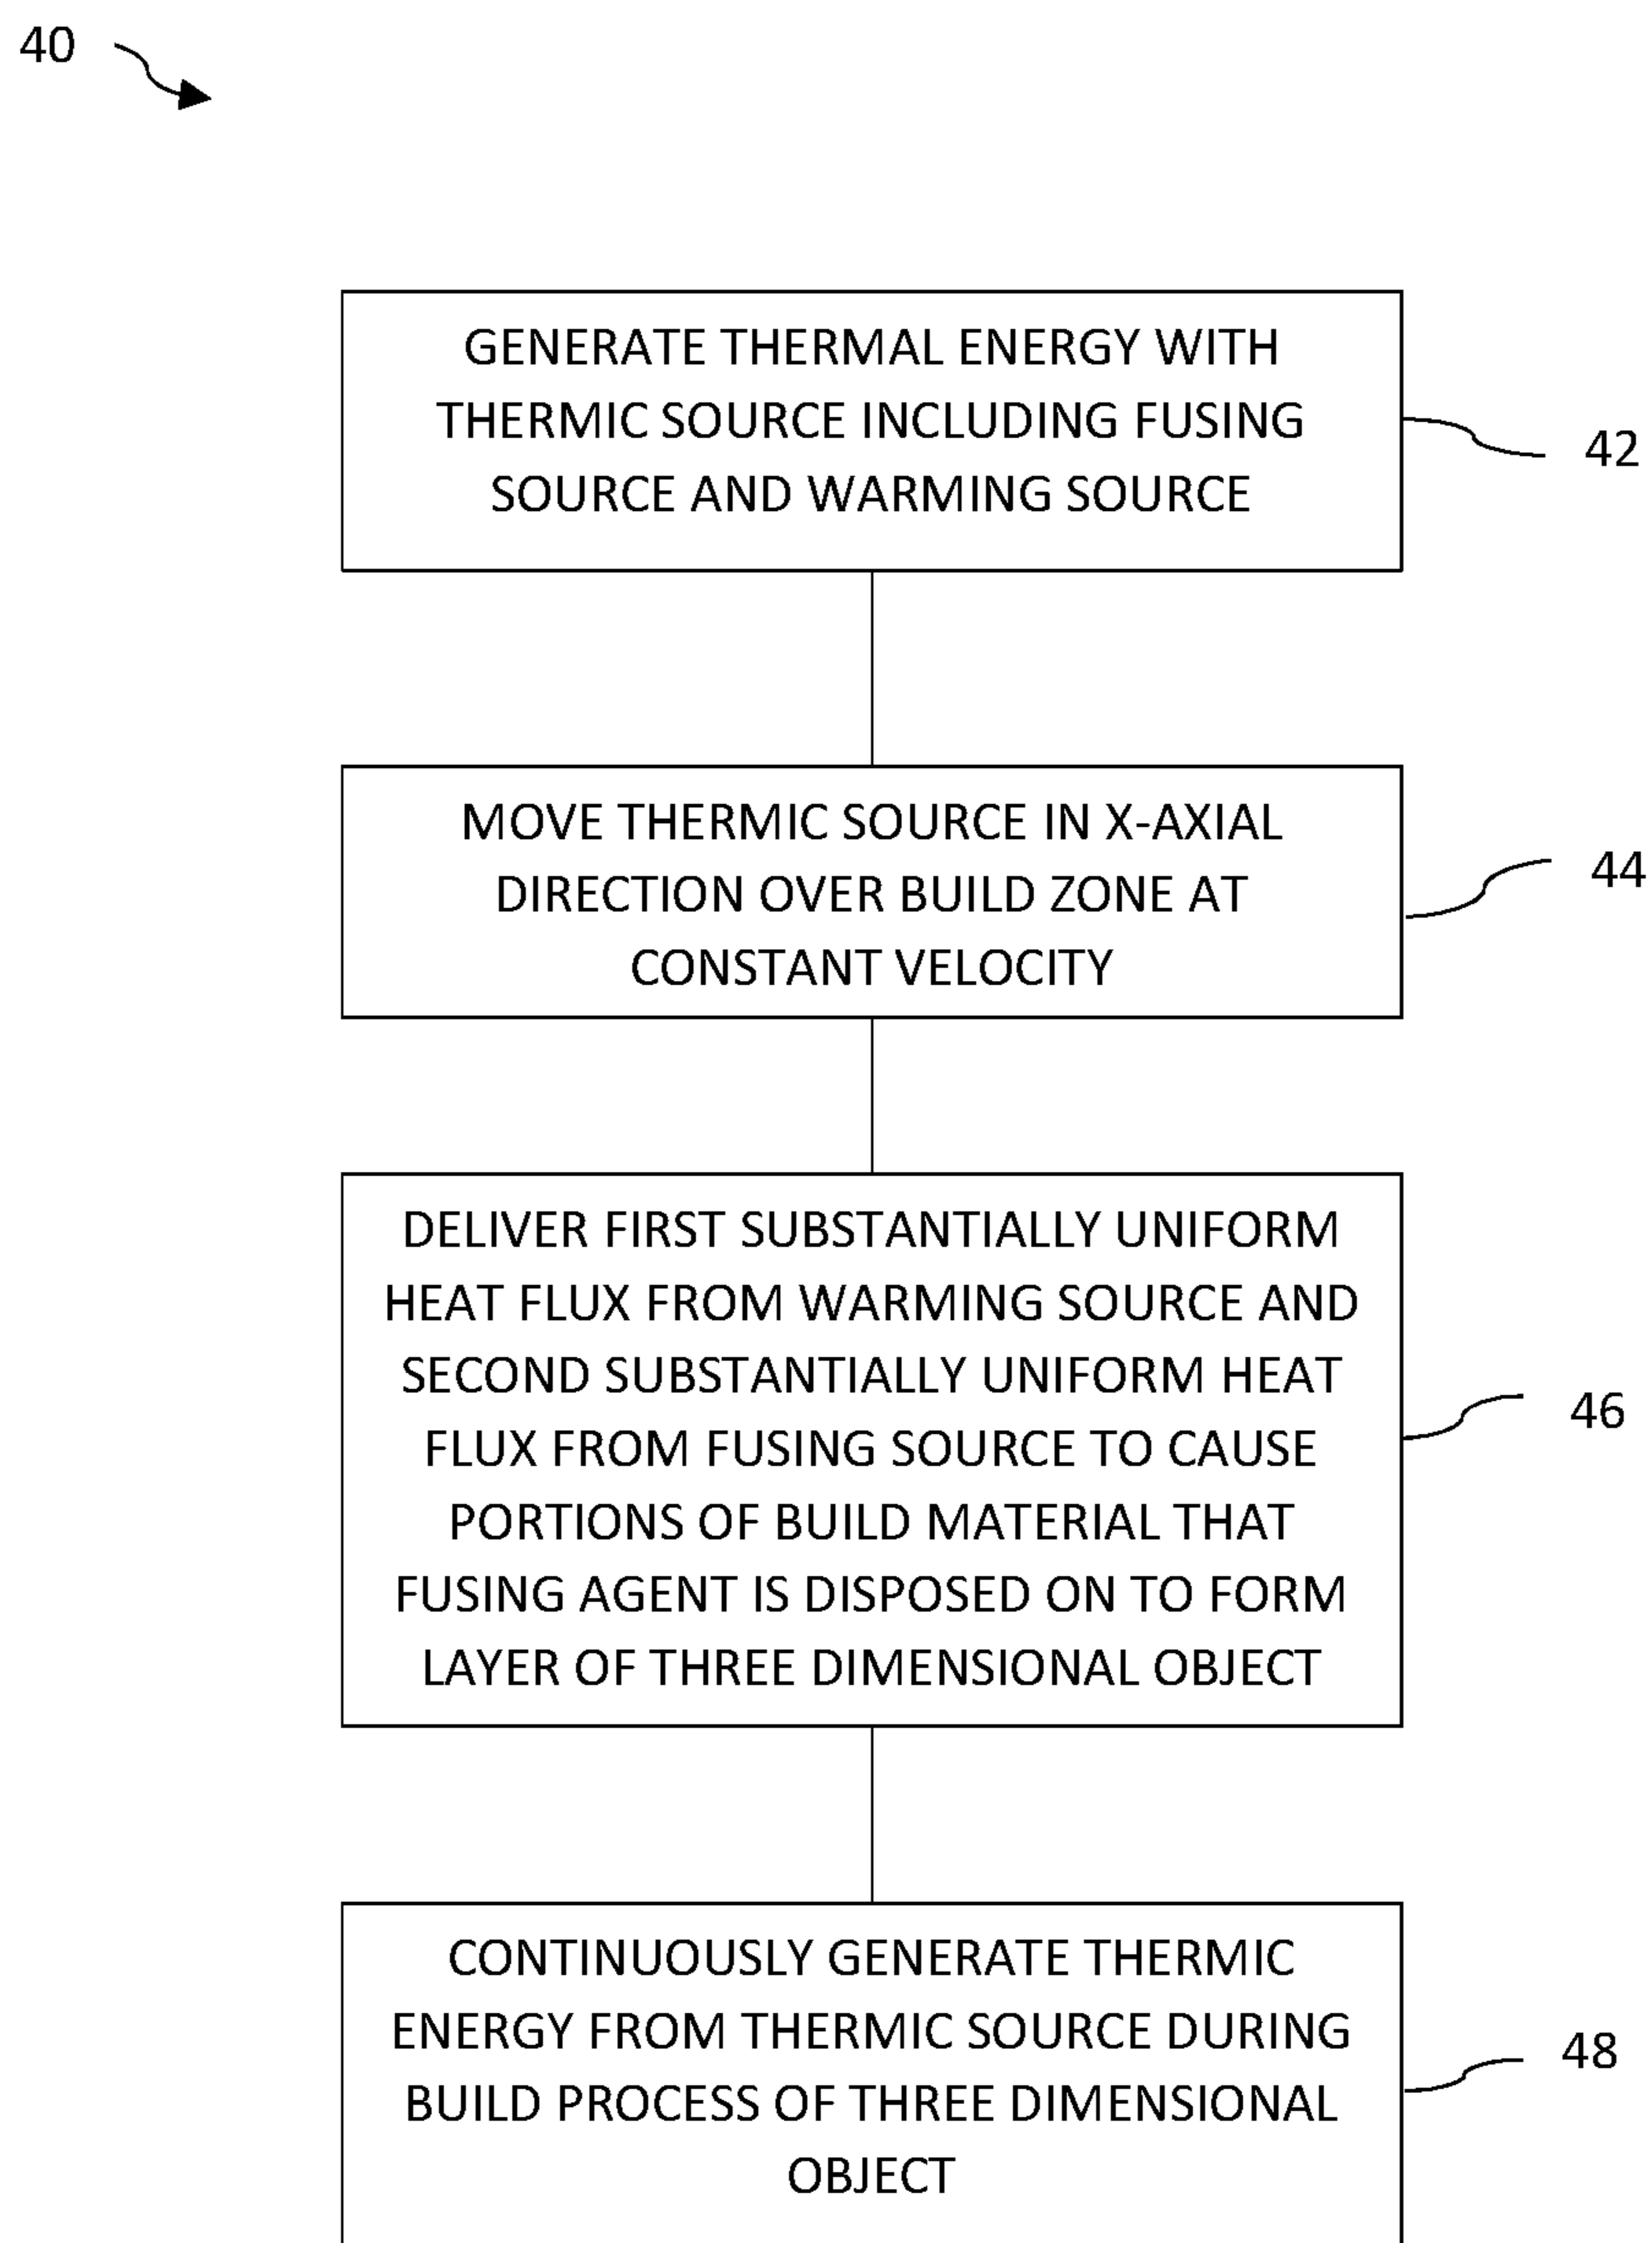 40
GENERATE THERMAL ENERGY WITH
THERMIC SOURCE INCLUDING FUSING
SOURCE AND WARMING SOURCE
42
MOVE THERMIC SOURCE IN X-AXIAL
DIRECTION OVER BUILD ZONE AT
CONSTANT VELOCITY
44
DELIVER FIRST SUBSTANTIALLY UNIFORM
HEAT FLUX FROM WARMING SOURCE AND
SECOND SUBSTANTIALLY UNIFORM HEAT
FLUX FROM FUSING SOURCE TO CAUSE
PORTIONS OF BUILD MATERIAL THAT
FUSING AGENT IS DISPOSED ON TO FORM
LAYER OF THREE DIMENSIONAL OBJECT
46
CONTINUOUSLY GENERATE THERMIC
ENERGY FROM THERMIC SOURCE DURING
BUILD PROCESS OF THREE DIMENSIONAL
OBJECT
48